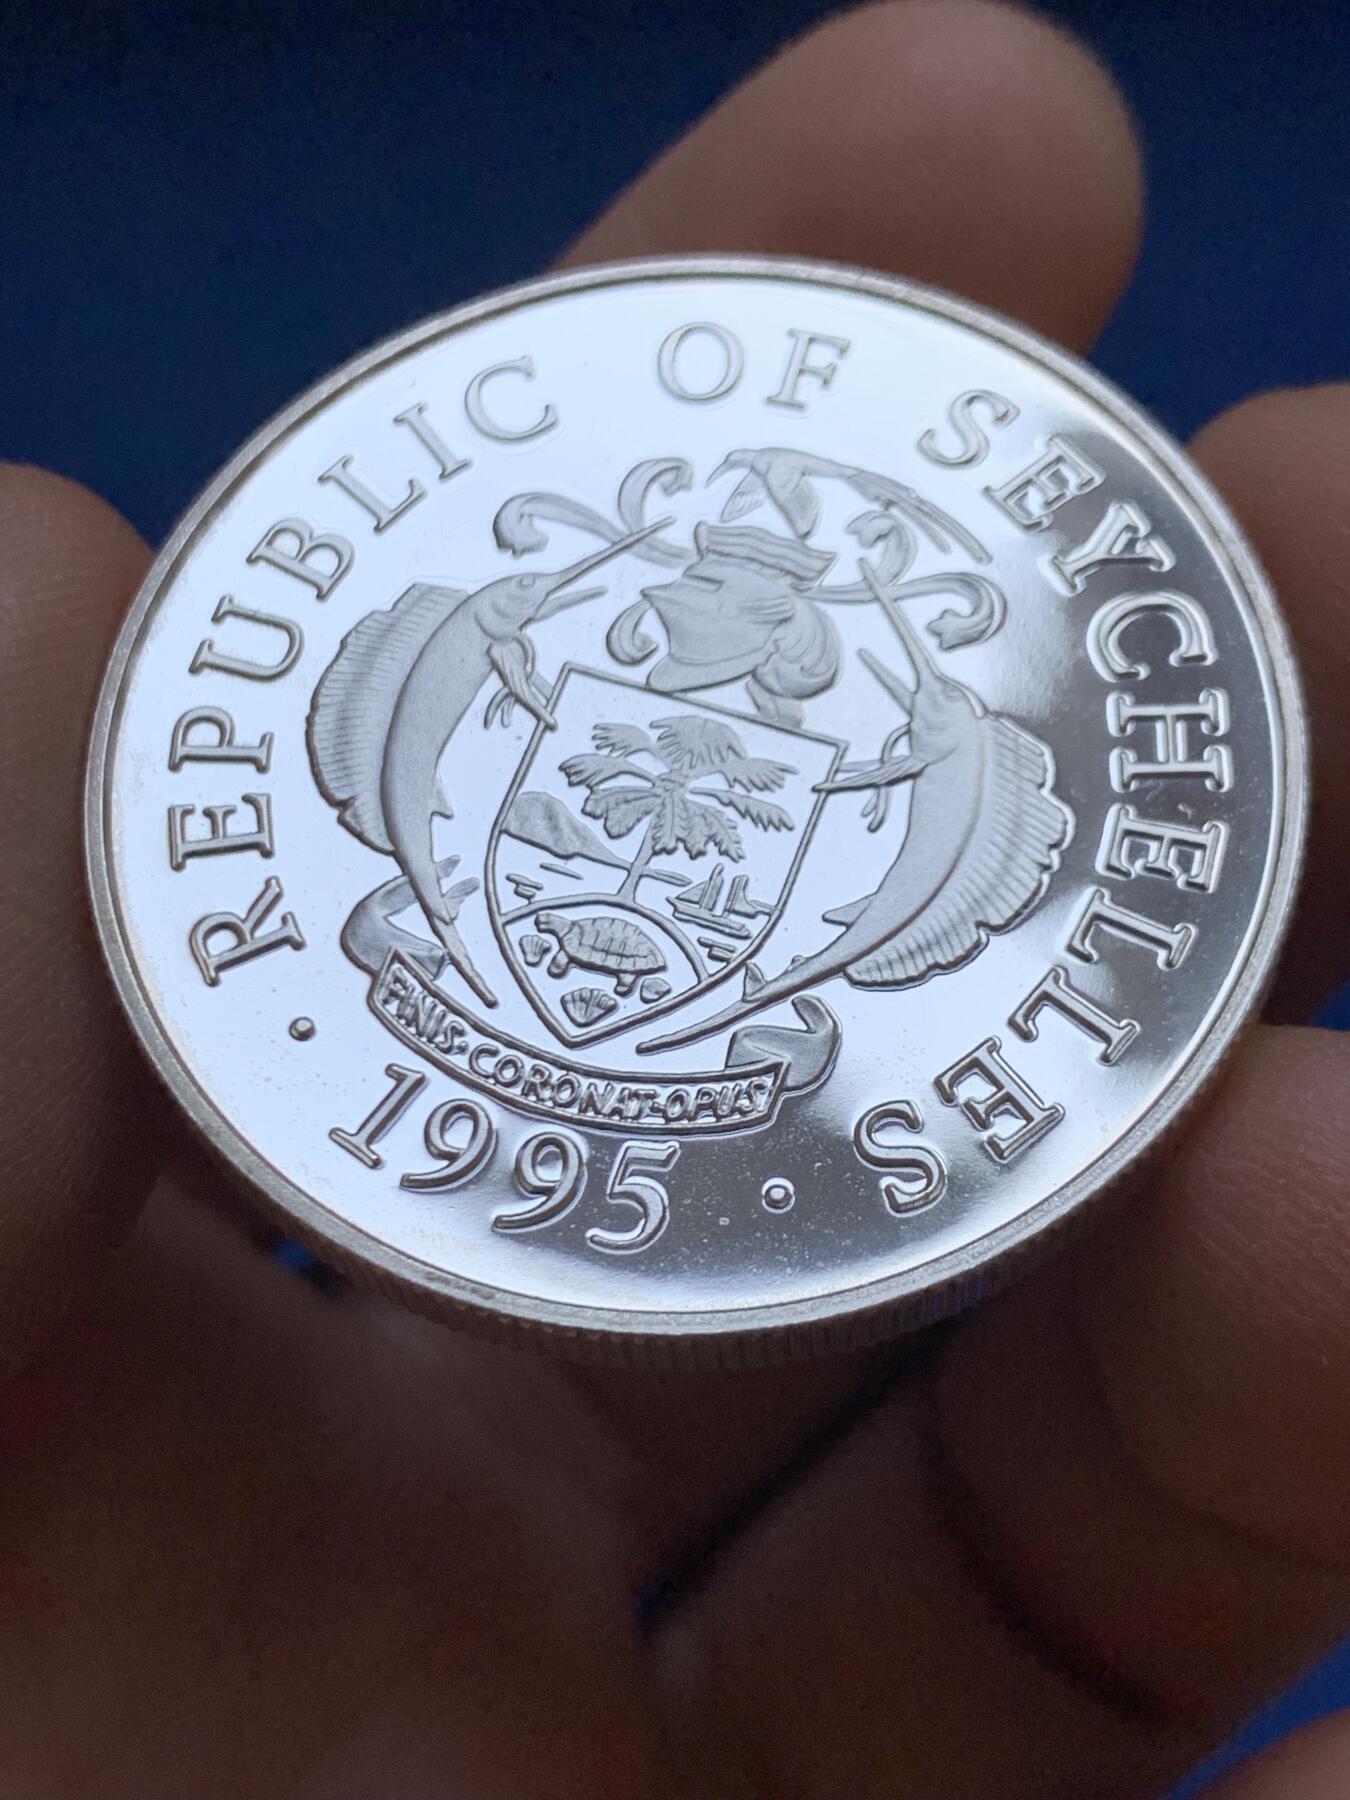 REPUBLIC OF SEYCHELLES
FINIS·CORONAT·OPUS
· 1995 ·